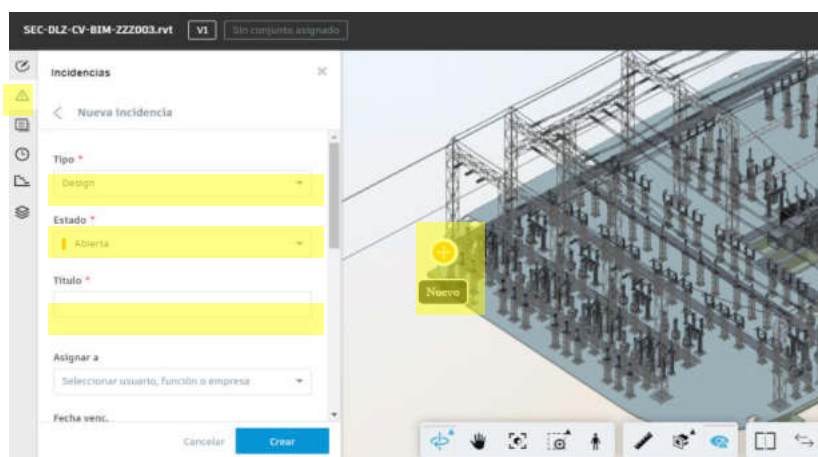 SEC-DLZ-CV-BIM-ZZZ003.rvt V1 Sin conjunto asignado
Incidencias
Nueva incidencia
Tipo *
Design
Estado *
Abierta
Título *
Asignar a
Seleccionar usuario, función o empresa
Fecha venc.
Cancelar Crear
Nuevo